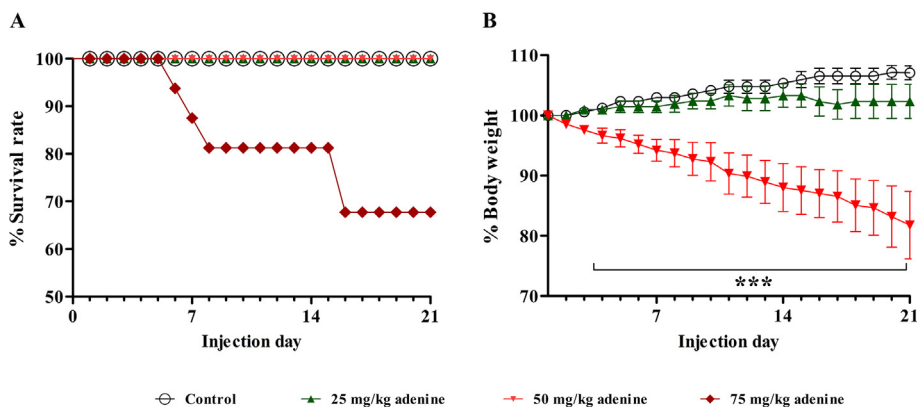 A
B
% Survival rate
100
90
80
70
60
50
0
7
14
21
Injection day
% Body weight
110
100
90
80
70
***
7
14
21
Injection day
Control
25 mg/kg adenine
50 mg/kg adenine
75 mg/kg adenine